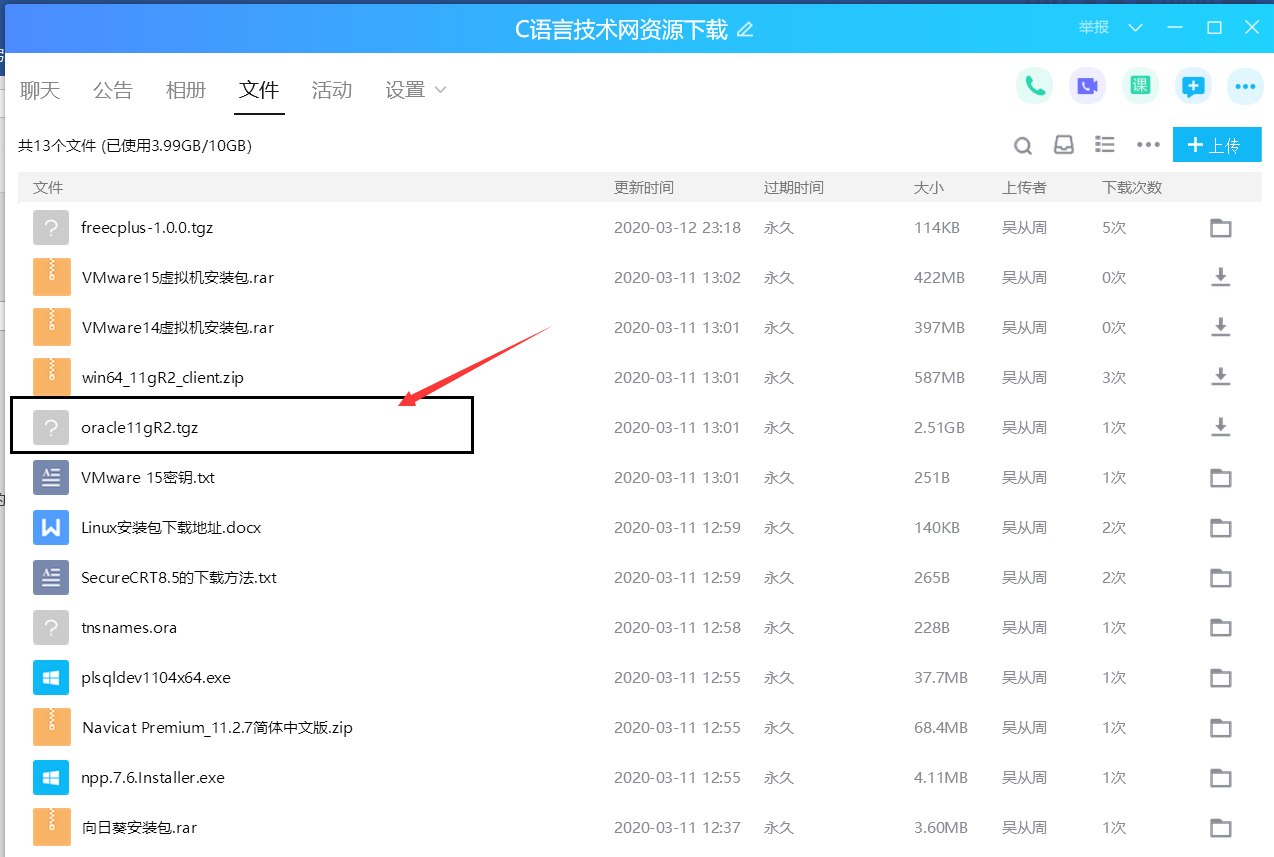 C语言技术网资源下载
举报
聊天 公告 相册 文件 活动 设置
课
共13个文件 (已使用3.99GB/10GB)
上传
文件 更新时间 过期时间 大小 上传者 下载次数
freecplus-1.0.0.tgz 2020-03-12 23:18 永久 114KB 吴从周 5次
VMware15虚拟机安装包.rar 2020-03-11 13:02 永久 422MB 吴从周 0次
VMware14虚拟机安装包.rar 2020-03-11 13:01 永久 397MB 吴从周 0次
win64_11gR2_client.zip 2020-03-11 13:01 永久 587MB 吴从周 3次
oracle11gR2.tgz 2020-03-11 13:01 永久 2.51GB 吴从周 1次
VMware 15密钥.txt 2020-03-11 13:01 永久 251B 吴从周 1次
Linux安装包下载地址.docx 2020-03-11 12:59 永久 140KB 吴从周 2次
SecureCRT8.5的下载方法.txt 2020-03-11 12:59 永久 265B 吴从周 2次
tnsnames.ora 2020-03-11 12:58 永久 228B 吴从周 1次
plsqldev1104x64.exe 2020-03-11 12:55 永久 37.7MB 吴从周 1次
Navicat Premium_11.2.7简体中文版.zip 2020-03-11 12:55 永久 68.4MB 吴从周 1次
npp.7.6.Installer.exe 2020-03-11 12:55 永久 4.11MB 吴从周 1次
向日葵安装包.rar 2020-03-11 12:37 永久 3.60MB 吴从周 1次